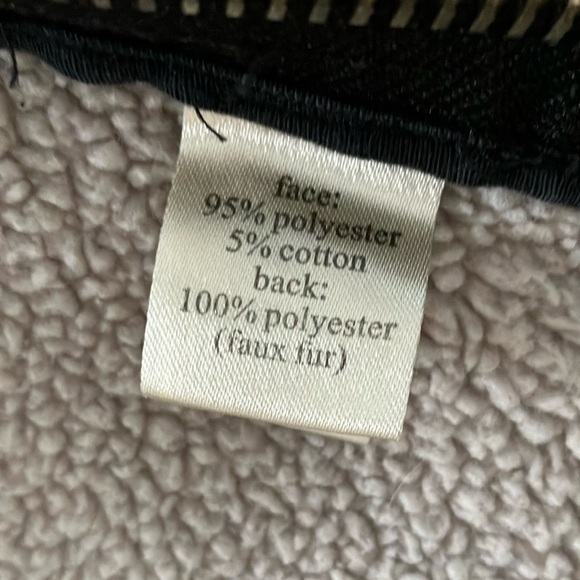 face:
95% polyester
5% cotton
back:
100% polyester
(faux fur)